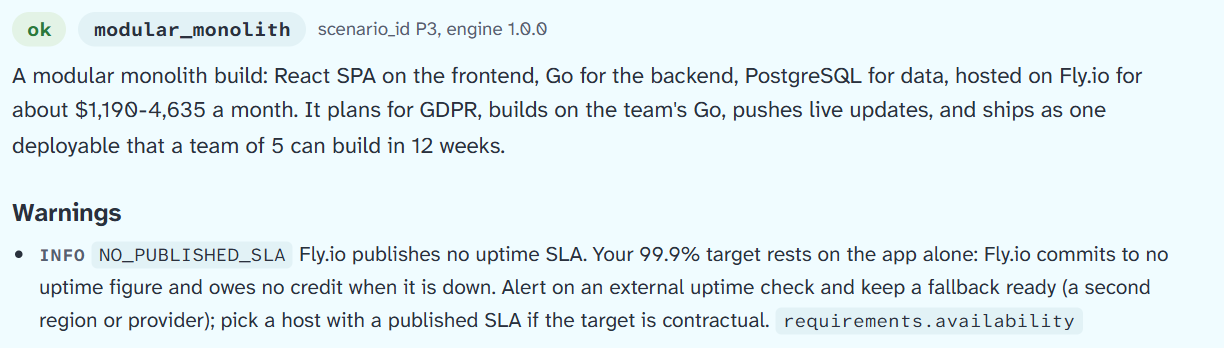 ok modular_monolith scenario_id P3, engine 1.0.0
A modular monolith build: React SPA on the frontend, Go for the backend, PostgreSQL for data, hosted on Fly.io for
about $1,190-4,635 a month. It plans for GDPR, builds on the team's Go, pushes live updates, and ships as one
deployable that a team of 5 can build in 12 weeks.
Warnings
• INFO NO_PUBLISHED_SLA Fly.io publishes no uptime SLA. Your 99.9% target rests on the app alone: Fly.io commits to no
uptime figure and owes no credit when it is down. Alert on an external uptime check and keep a fallback ready (a second
region or provider); pick a host with a published SLA if the target is contractual. requirements.availability